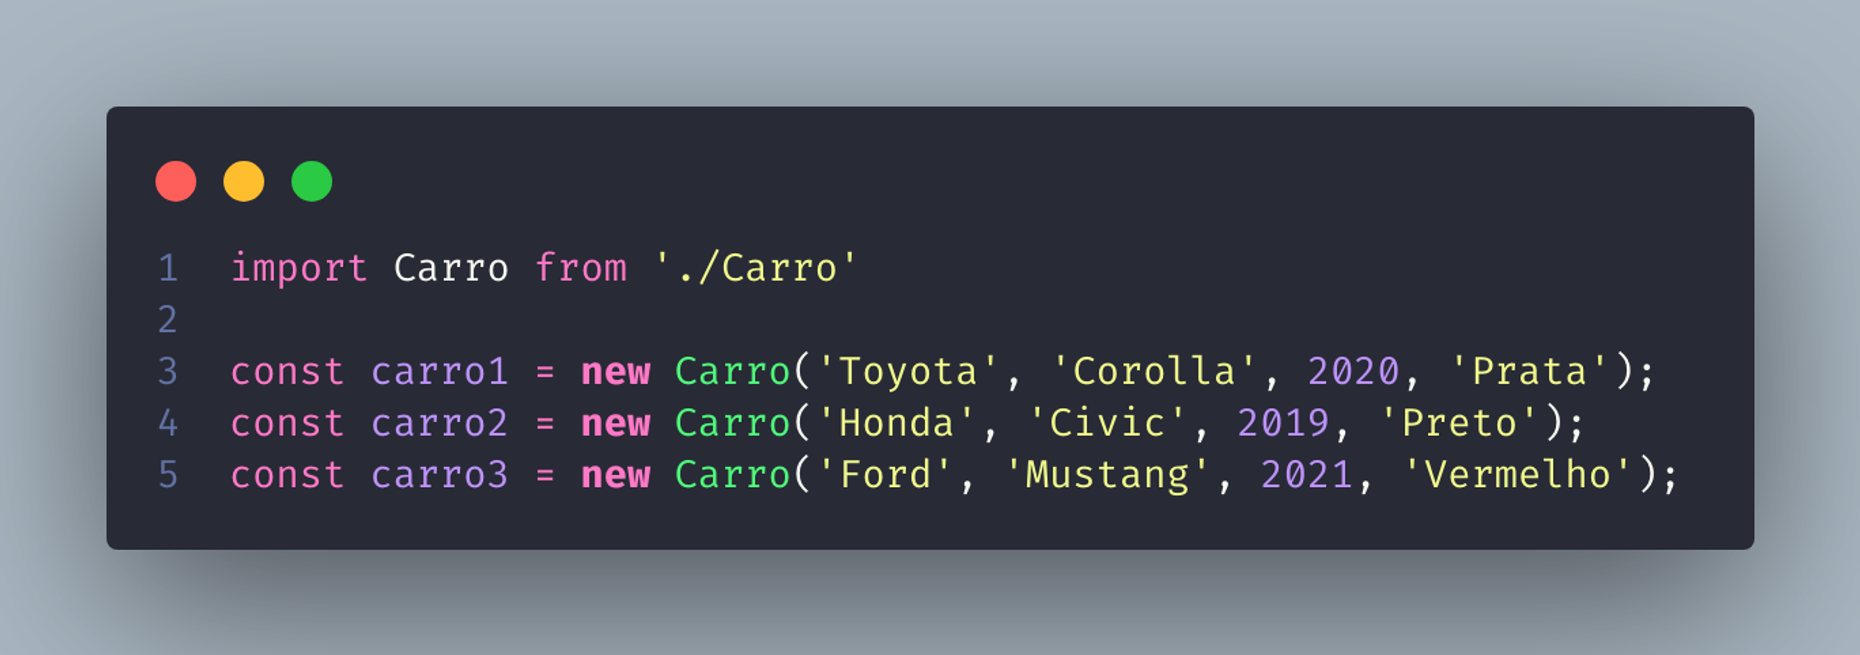 1 import Carro from './Carro'
2
3 const carro1 = new Carro('Toyota', 'Corolla', 2020, 'Prata');
4 const carro2 = new Carro('Honda', 'Civic', 2019, 'Preto');
5 const carro3 = new Carro('Ford', 'Mustang', 2021, 'Vermelho');